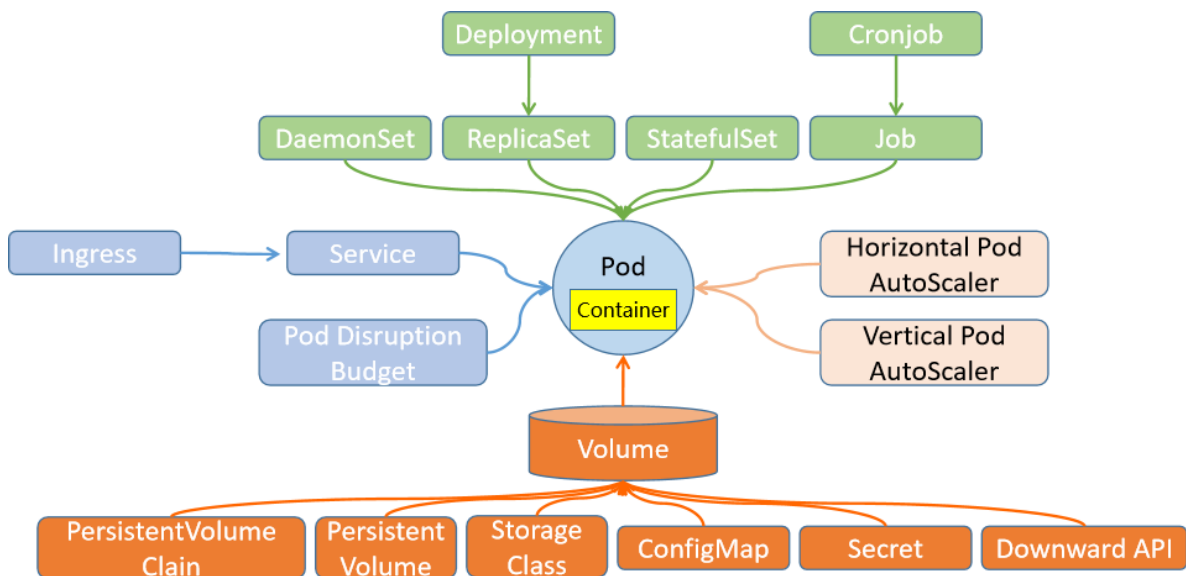 Deployment
Cronjob
DaemonSet
ReplicaSet
StatefulSet
Job
Ingress
Service
Pod
Container
Horizontal Pod
AutoScaler
Pod Disruption
Budget
Vertical Pod
AutoScaler
Volume
PersistentVolume
Clain
Persistent
Volume
Storage
Class
ConfigMap
Secret
Downward API